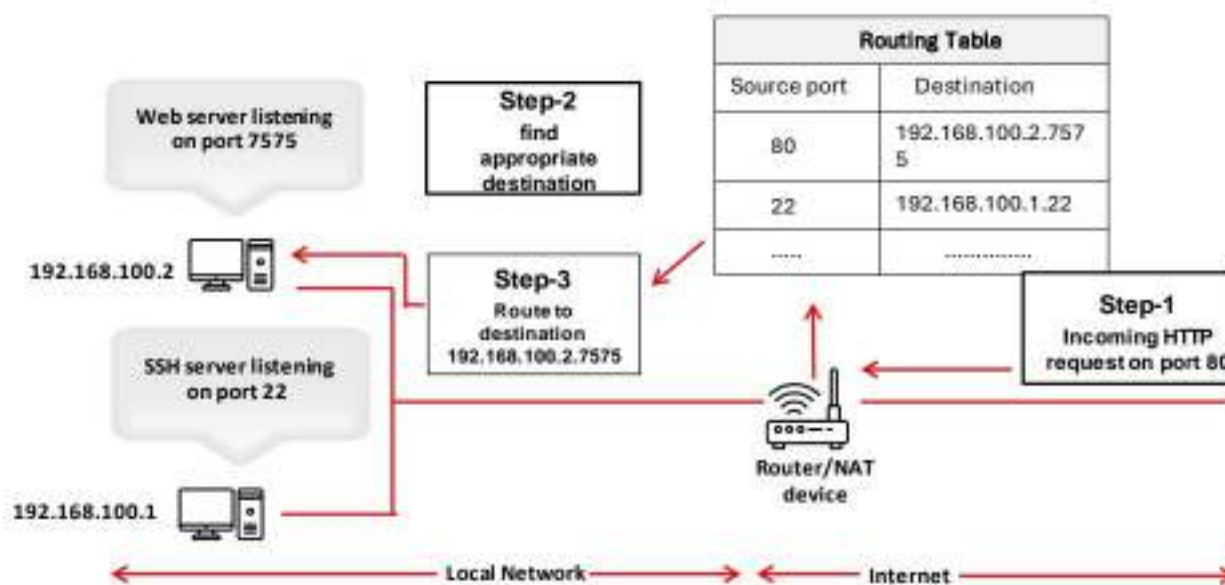 Routing Table
Source port Destination
80 192.168.100.2.757
5
22 192.168.100.1.22
..... ...............
Web server listening
on port 7575
Step-2
find
appropriate
destination
192.168.100.2
Step-3
Route to
destination
192.168.100.2.7575
Step-1
Incoming HTTP
request on port 80
SSH server listening
on port 22
Router/NAT
device
192.168.100.1
Local Network
Internet